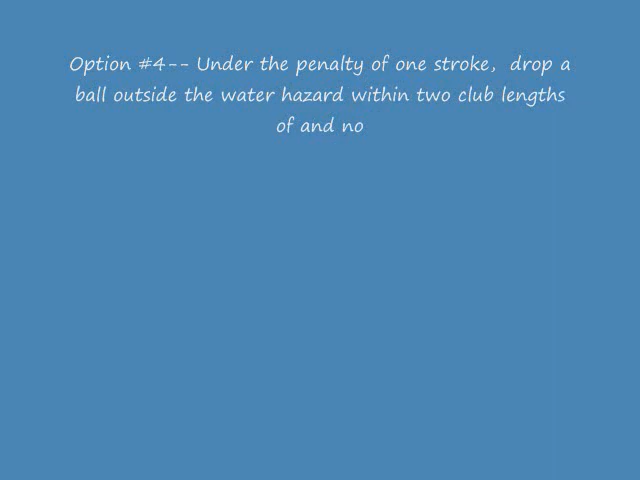 Option #4-- Under the penalty of one stroke,  drop a
ball outside the water hazard within two club lengths
of and no